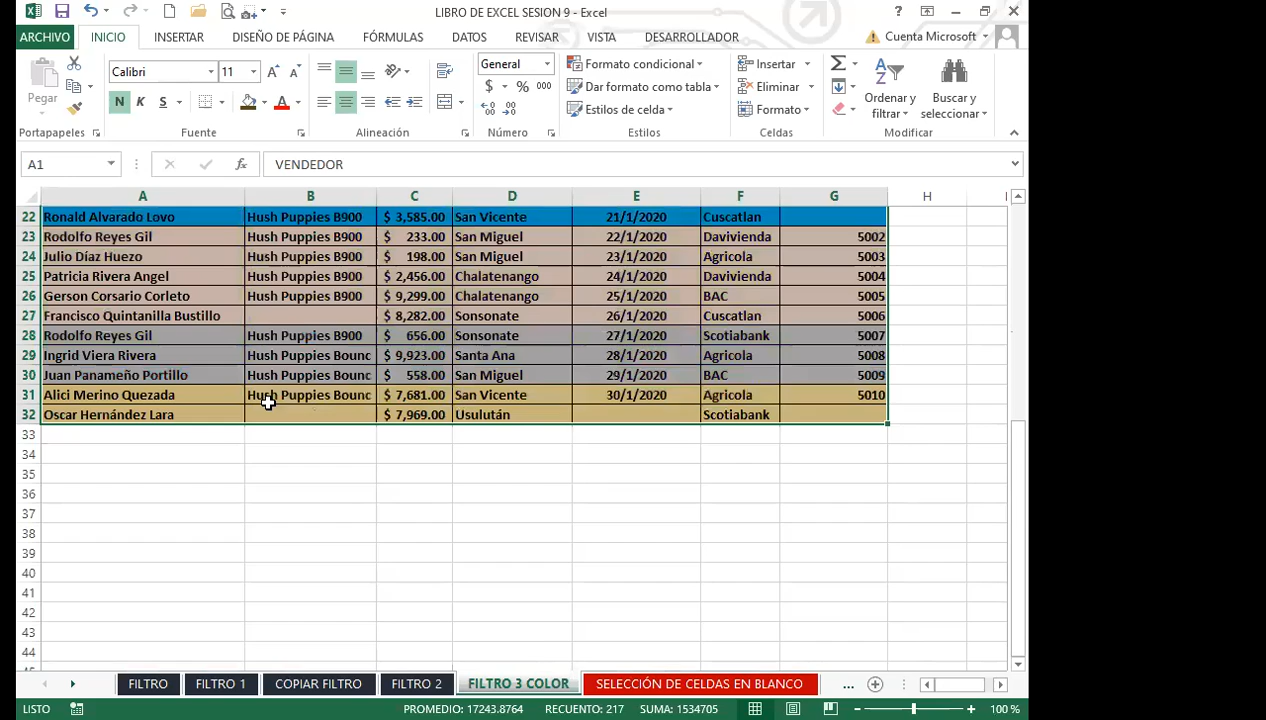 LIBRO DE EXCEL SESION 9 - Excel
ARCHIVO INICIO INSERTAR DISEÑO DE PÁGINA FÓRMULAS DATOS REVISAR VISTA DESARROLLADOR Cuenta Microsoft
Calibri 11 General Formato condicional Insertar
Pegar N K S $ % 000 Dar formato como tabla Eliminar Ordenar y filtrar Buscar y seleccionar
Estilos de celda Formato
Portapapeles Fuente Alineación Número Estilos Celdas Modificar
A1 fx VENDEDOR
A B C D E F G H
22 Ronald Alvarado Lovo Hush Puppies B900 $ 3,585.00 San Vicente 21/1/2020 Cuscatlan
23 Rodolfo Reyes Gil Hush Puppies B900 $ 233.00 San Miguel 22/1/2020 Davivienda 5002
24 Julio Díaz Huezo Hush Puppies B900 $ 198.00 San Miguel 23/1/2020 Agricola 5003
25 Patricia Rivera Angel Hush Puppies B900 $ 2,456.00 Chalatenango 24/1/2020 Davivienda 5004
26 Gerson Corsario Corleto Hush Puppies B900 $ 9,299.00 Chalatenango 25/1/2020 BAC 5005
27 Francisco Quintanilla Bustillo $ 8,282.00 Sonsonate 26/1/2020 Cuscatlan 5006
28 Rodolfo Reyes Gil Hush Puppies B900 $ 656.00 Sonsonate 27/1/2020 Scotiabank 5007
29 Ingrid Viera Rivera Hush Puppies Bounc $ 9,923.00 Santa Ana 28/1/2020 Agricola 5008
30 Juan Panameño Portillo Hush Puppies Bounc $ 558.00 San Miguel 29/1/2020 BAC 5009
31 Alici Merino Quezada Hush Puppies Bounc $ 7,681.00 San Vicente 30/1/2020 Agricola 5010
32 Oscar Hernández Lara $ 7,969.00 Usulután Scotiabank
33
34
35
36
37
38
39
40
41
42
43
44
FILTRO FILTRO 1 COPIAR FILTRO FILTRO 2 FILTRO 3 COLOR SELECCIÓN DE CELDAS EN BLANCO ...
LISTO PROMEDIO: 17243.8764 RECUENTO: 217 SUMA: 1534705 100 %